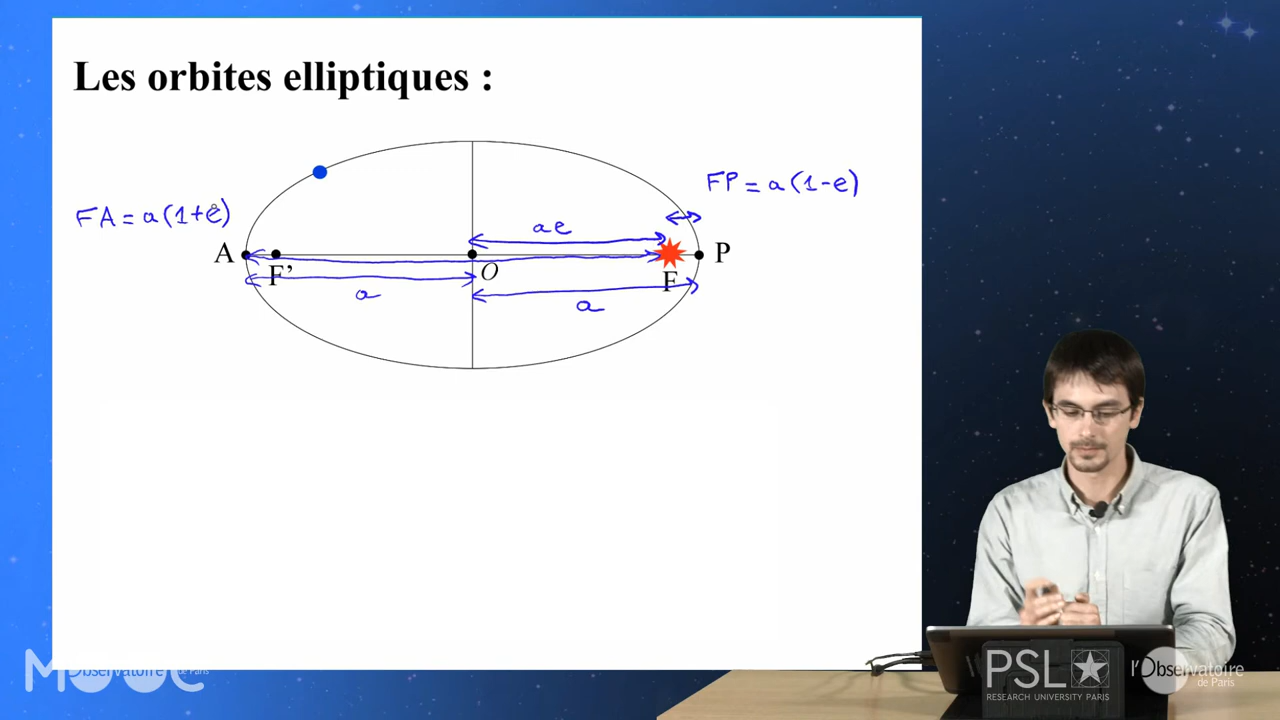 Les orbites elliptiques :
FP = a(1-e)
FA = a(1+e)
ae
A
F'
O
F
P
a
a
MOOC
l'Observatoire
de Paris
PSL
RESEARCH UNIVERSITY PARIS
l'Observatoire
de Paris